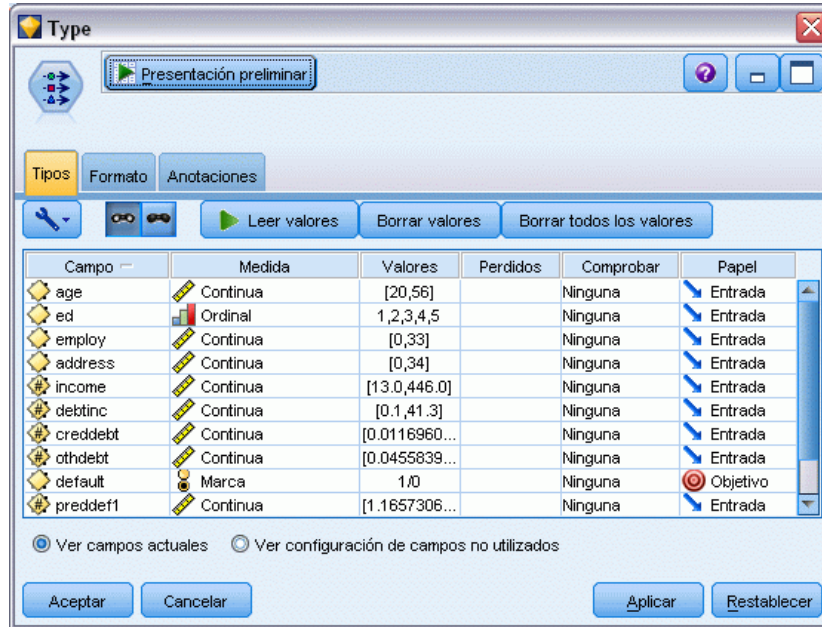 Type
Presentación preliminar
Tipos Formato Anotaciones
Leer valores Borrar valores Borrar todos los valores
Campo Medida Valores Perdidos Comprobar Papel
age Continua [20,56] Ninguna Entrada
ed Ordinal 1,2,3,4,5 Ninguna Entrada
employ Continua [0,33] Ninguna Entrada
address Continua [0,34] Ninguna Entrada
income Continua [13.0,446.0] Ninguna Entrada
debtinc Continua [0.1,41.3] Ninguna Entrada
creddebt Continua [0.0116960... Ninguna Entrada
othdebt Continua [0.0455839... Ninguna Entrada
default Marca 1/0 Ninguna Objetivo
preddef1 Continua [1.1657306... Ninguna Entrada
Ver campos actuales Ver configuración de campos no utilizados
Aceptar Cancelar Aplicar Restablecer